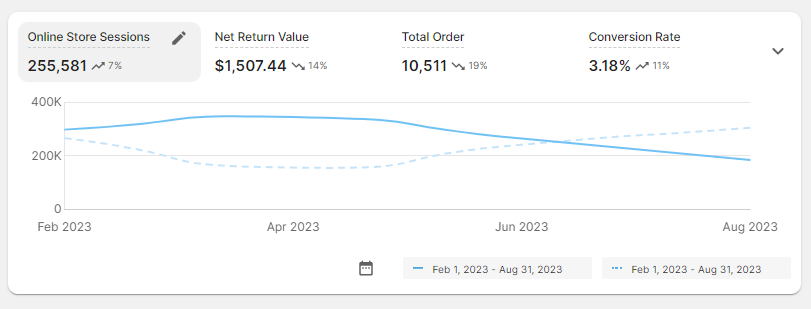 Online Store Sessions
255,581 7%
Net Return Value
$1,507.44 14%
Total Order
10,511 19%
Conversion Rate
3.18% 11%
400K
200K
0
Feb 2023 Apr 2023 Jun 2023 Aug 2023
Feb 1, 2023 - Aug 31, 2023 Feb 1, 2023 - Aug 31, 2023